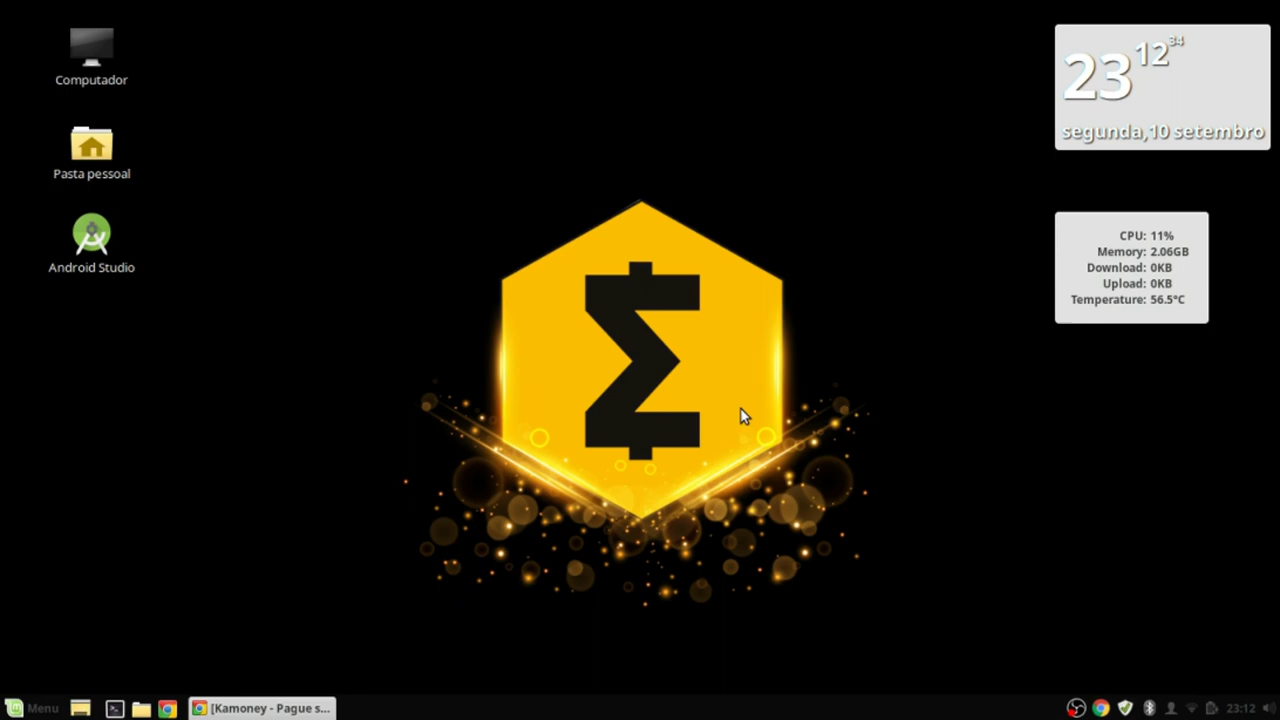 Computador
Pasta pessoal
Android Studio
23 12 34
segunda,10 setembro
CPU: 11%
Memory: 2.06GB
Download: 0KB
Upload: 0KB
Temperature: 56.5°C
Menu
[Kamoney - Pague s...
23:12